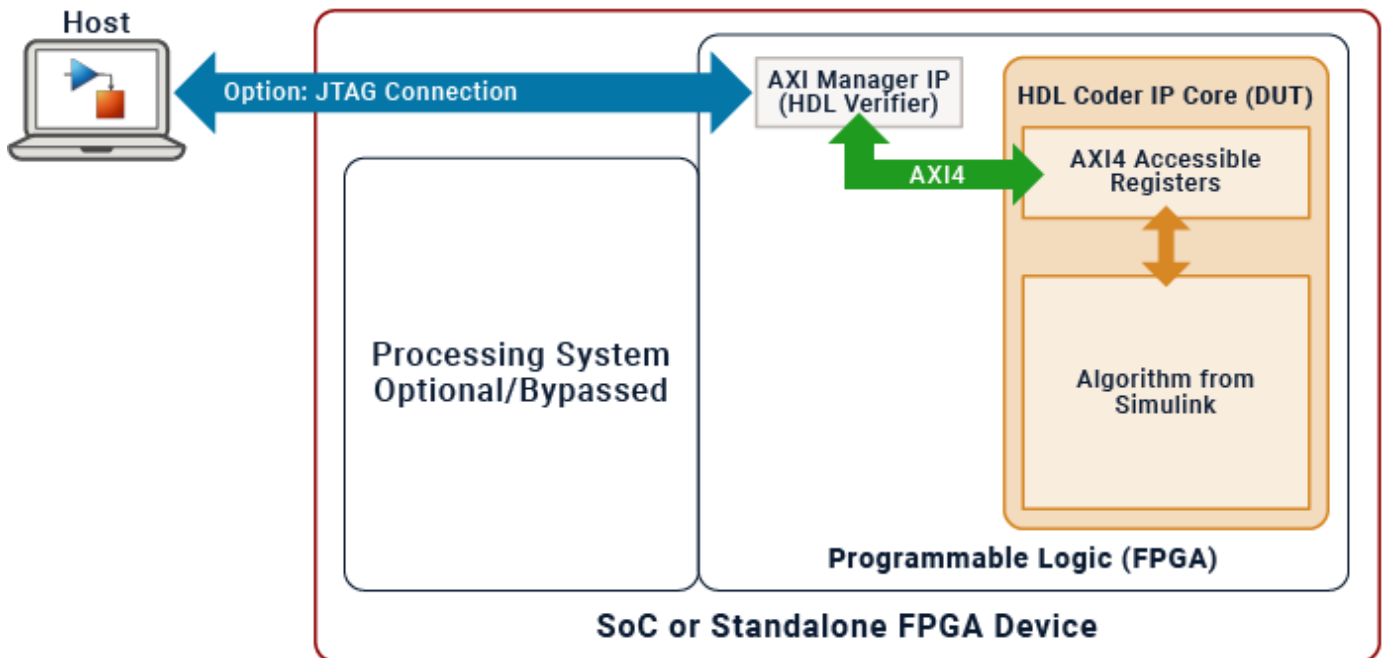 Host
Option: JTAG Connection
AXI Manager IP
(HDL Verifier)
HDL Coder IP Core (DUT)
AXI4 Accessible
Registers
AXI4
Processing System
Optional/Bypassed
Algorithm from
Simulink
Programmable Logic (FPGA)
SoC or Standalone FPGA Device